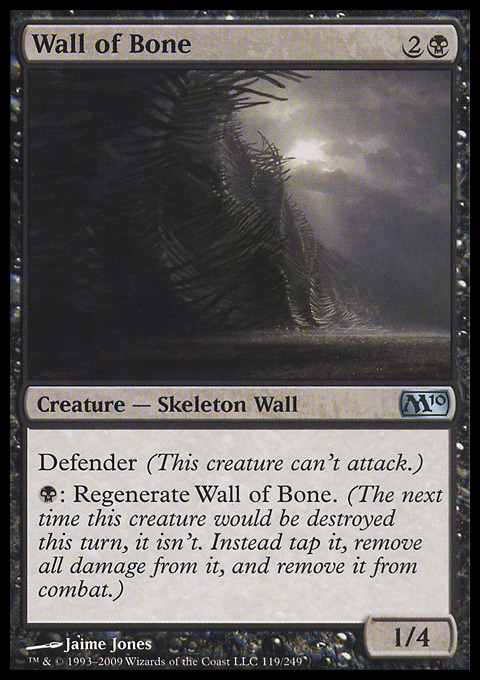 Wall of Bone 2
Creature — Skeleton Wall M10
Defender (This creature can't attack.)
: Regenerate Wall of Bone. (The next
time this creature would be destroyed
this turn, it isn't. Instead tap it, remove
all damage from it, and remove it from
combat.)
1/4
Jaime Jones
™ & © 1993–2009 Wizards of the Coast LLC 119/249